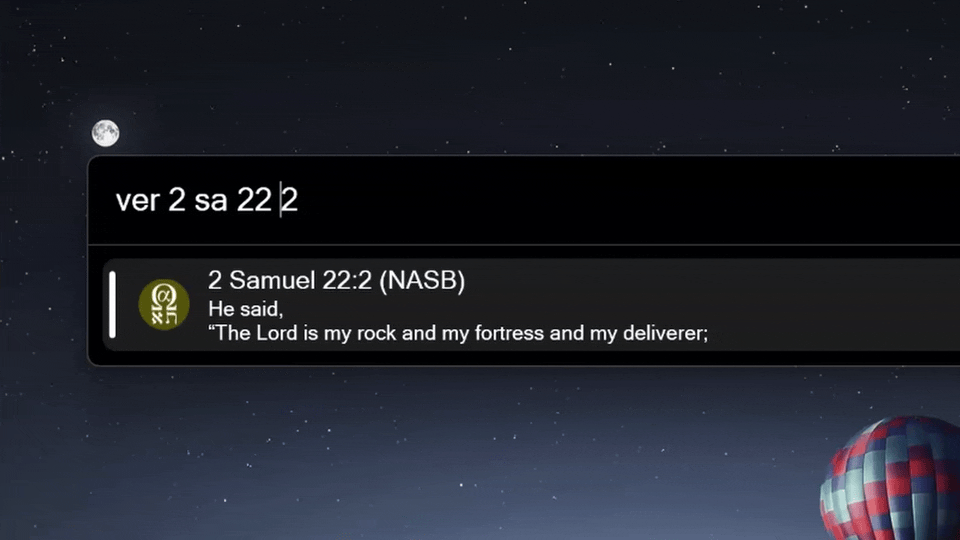 ver 2 sa 22 2
2 Samuel 22:2 (NASB)
He said,
“The Lord is my rock and my fortress and my deliverer;